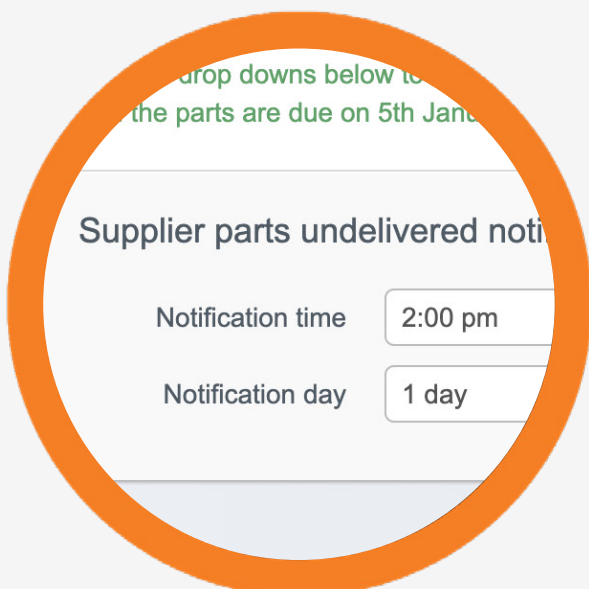 drop downs below to
the parts are due on 5th Janu
Supplier parts undelivered noti
Notification time 2:00 pm
Notification day 1 day